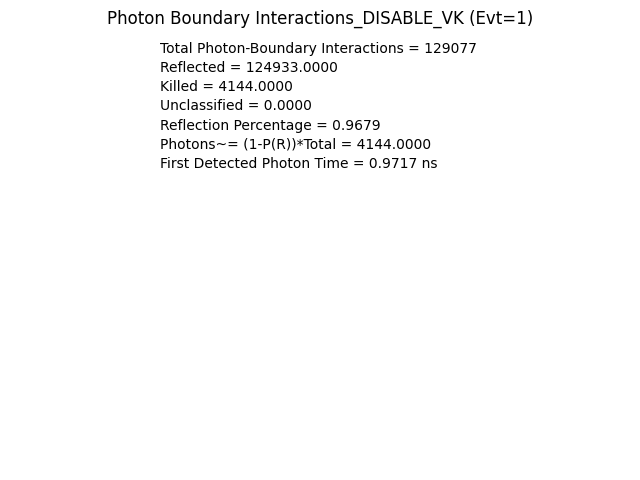 Photon Boundary Interactions_DISABLE_VK (Evt=1)
Total Photon-Boundary Interactions = 129077
Reflected = 124933.0000
Killed = 4144.0000
Unclassified = 0.0000
Reflection Percentage = 0.9679
Photons~= (1-P(R))*Total = 4144.0000
First Detected Photon Time = 0.9717 ns